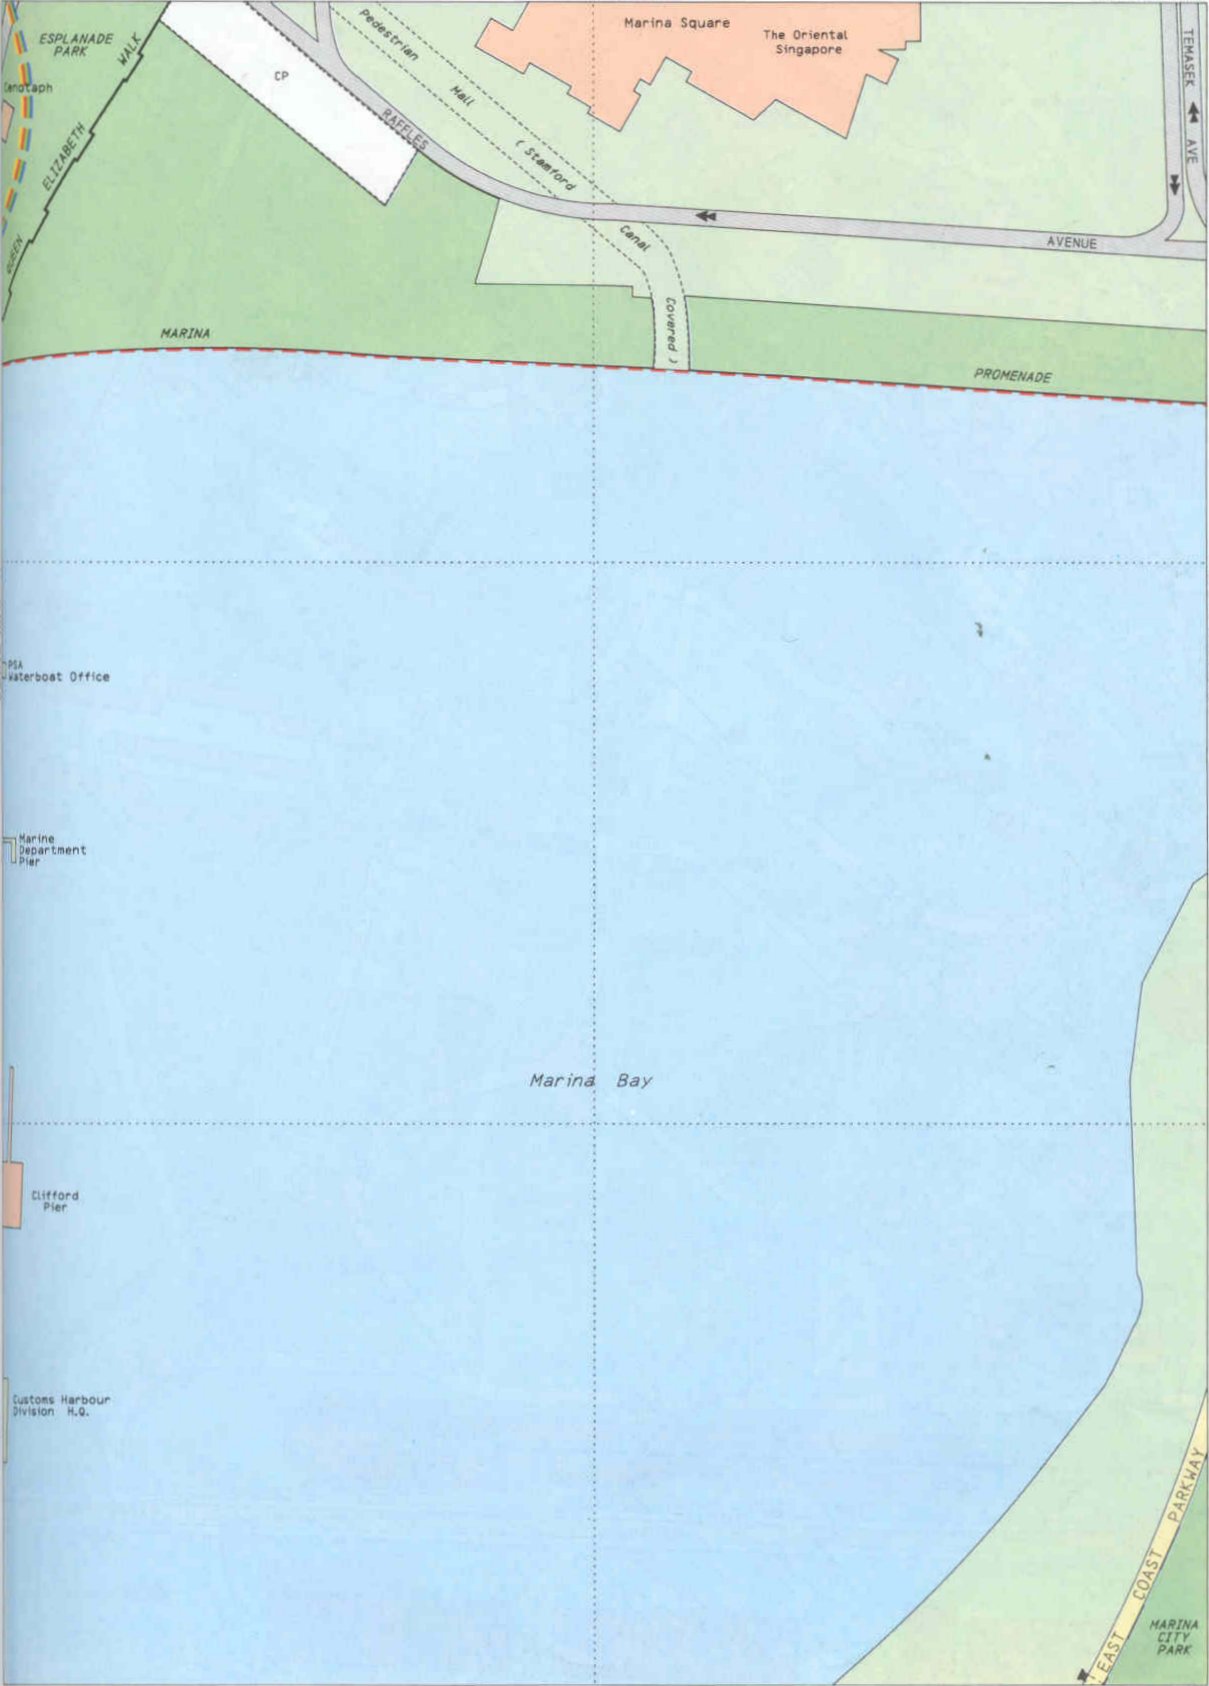 ESPLANADE
PARK
Cenotaph
QUEEN ELIZABETH WALK
CP
Pedestrian Mall
( Stamford Canal Covered )
Marina Square
The Oriental
Singapore
TEMASEK AVE
RAFFLES AVENUE
MARINA PROMENADE
PSA
Waterboat Office
Marine
Department
Pier
Marina Bay
Clifford
Pier
Customs Harbour
Division H.Q.
EAST COAST PARKWAY
MARINA
CITY
PARK